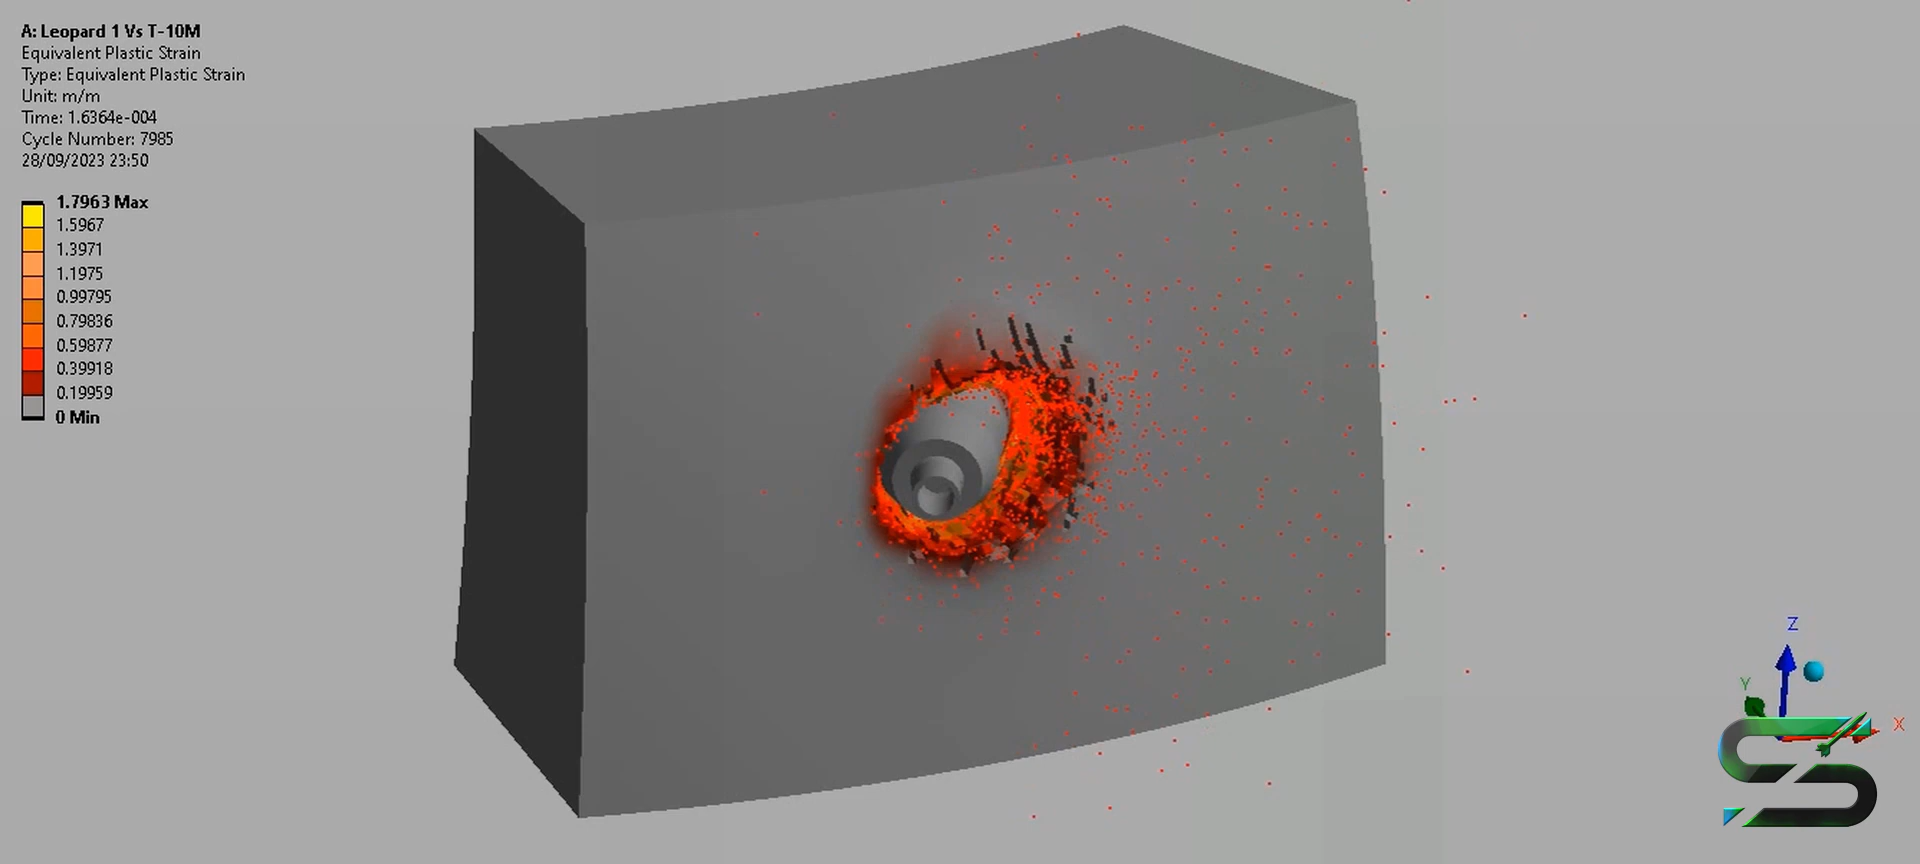 A: Leopard 1 Vs T-10M
Equivalent Plastic Strain
Type: Equivalent Plastic Strain
Unit: m/m
Time: 1.6364e-004
Cycle Number: 7985
28/09/2023 23:50
1.7963 Max
1.5967
1.3971
1.1975
0.99795
0.79836
0.59877
0.39918
0.19959
0 Min
Z
Y
X